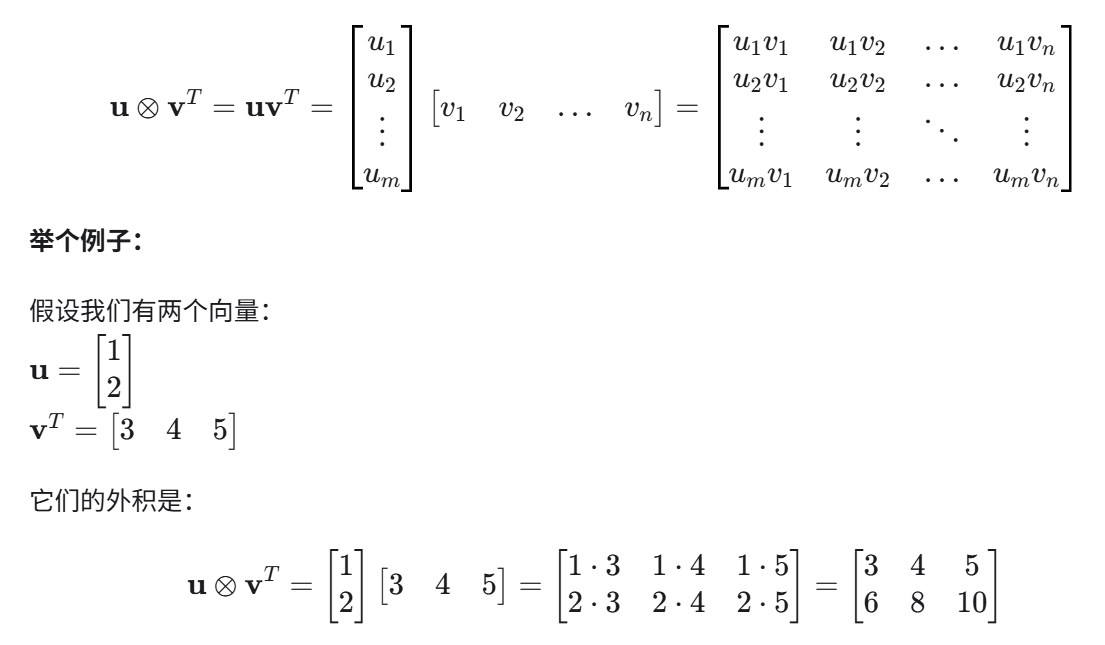 $\mathbf{u} \otimes \mathbf{v}^T = \mathbf{u}\mathbf{v}^T = \begin{bmatrix} u_1 \\ u_2 \\ \vdots \\ u_m \end{bmatrix} \begin{bmatrix} v_1 & v_2 & \dots & v_n \end{bmatrix} = \begin{bmatrix} u_1v_1 & u_1v_2 & \dots & u_1v_n \\ u_2v_1 & u_2v_2 & \dots & u_2v_n \\ \vdots & \vdots & \ddots & \vdots \\ u_mv_1 & u_mv_2 & \dots & u_mv_n \end{bmatrix}$
举个例子：
假设我们有两个向量：
$\mathbf{u} = \begin{bmatrix} 1 \\ 2 \end{bmatrix}$
$\mathbf{v}^T = \begin{bmatrix} 3 & 4 & 5 \end{bmatrix}$
它们的外积是：
$\mathbf{u} \otimes \mathbf{v}^T = \begin{bmatrix} 1 \\ 2 \end{bmatrix} \begin{bmatrix} 3 & 4 & 5 \end{bmatrix} = \begin{bmatrix} 1 \cdot 3 & 1 \cdot 4 & 1 \cdot 5 \\ 2 \cdot 3 & 2 \cdot 4 & 2 \cdot 5 \end{bmatrix} = \begin{bmatrix} 3 & 4 & 5 \\ 6 & 8 & 10 \end{bmatrix}$